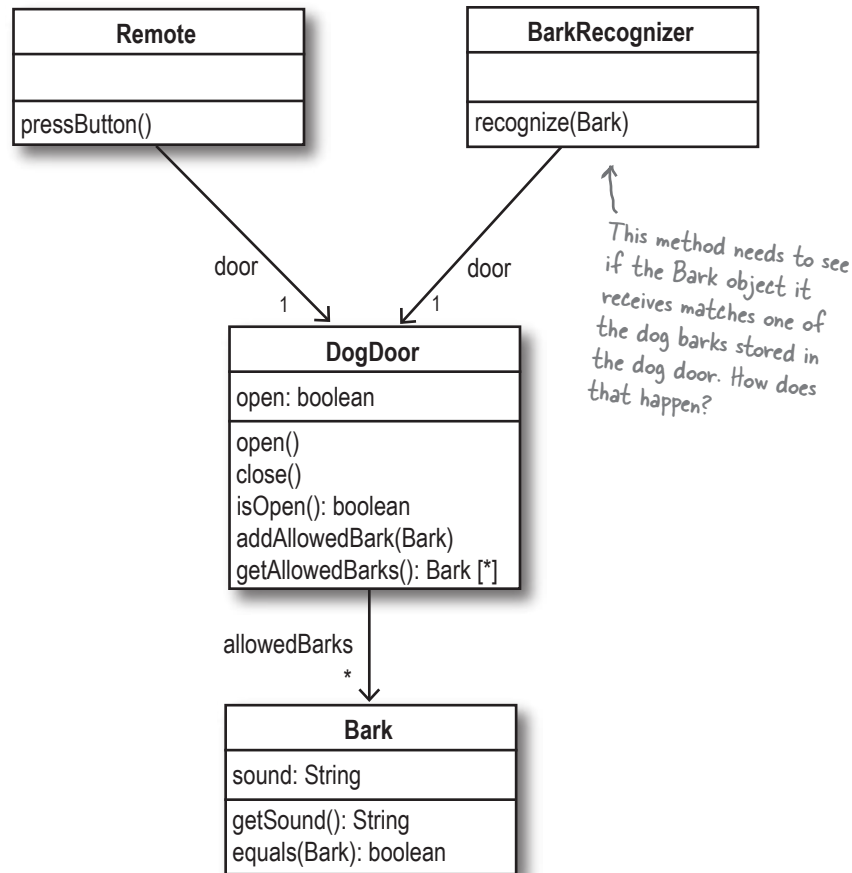 Remote
pressButton()
BarkRecognizer
recognize(Bark)
This method needs to see
if the Bark object it
receives matches one of
the dog barks stored in
the dog door. How does
that happen?
door
1
door
1
DogDoor
open: boolean
open()
close()
isOpen(): boolean
addAllowedBark(Bark)
getAllowedBarks(): Bark [*]
allowedBarks
*
Bark
sound: String
getSound(): String
equals(Bark): boolean